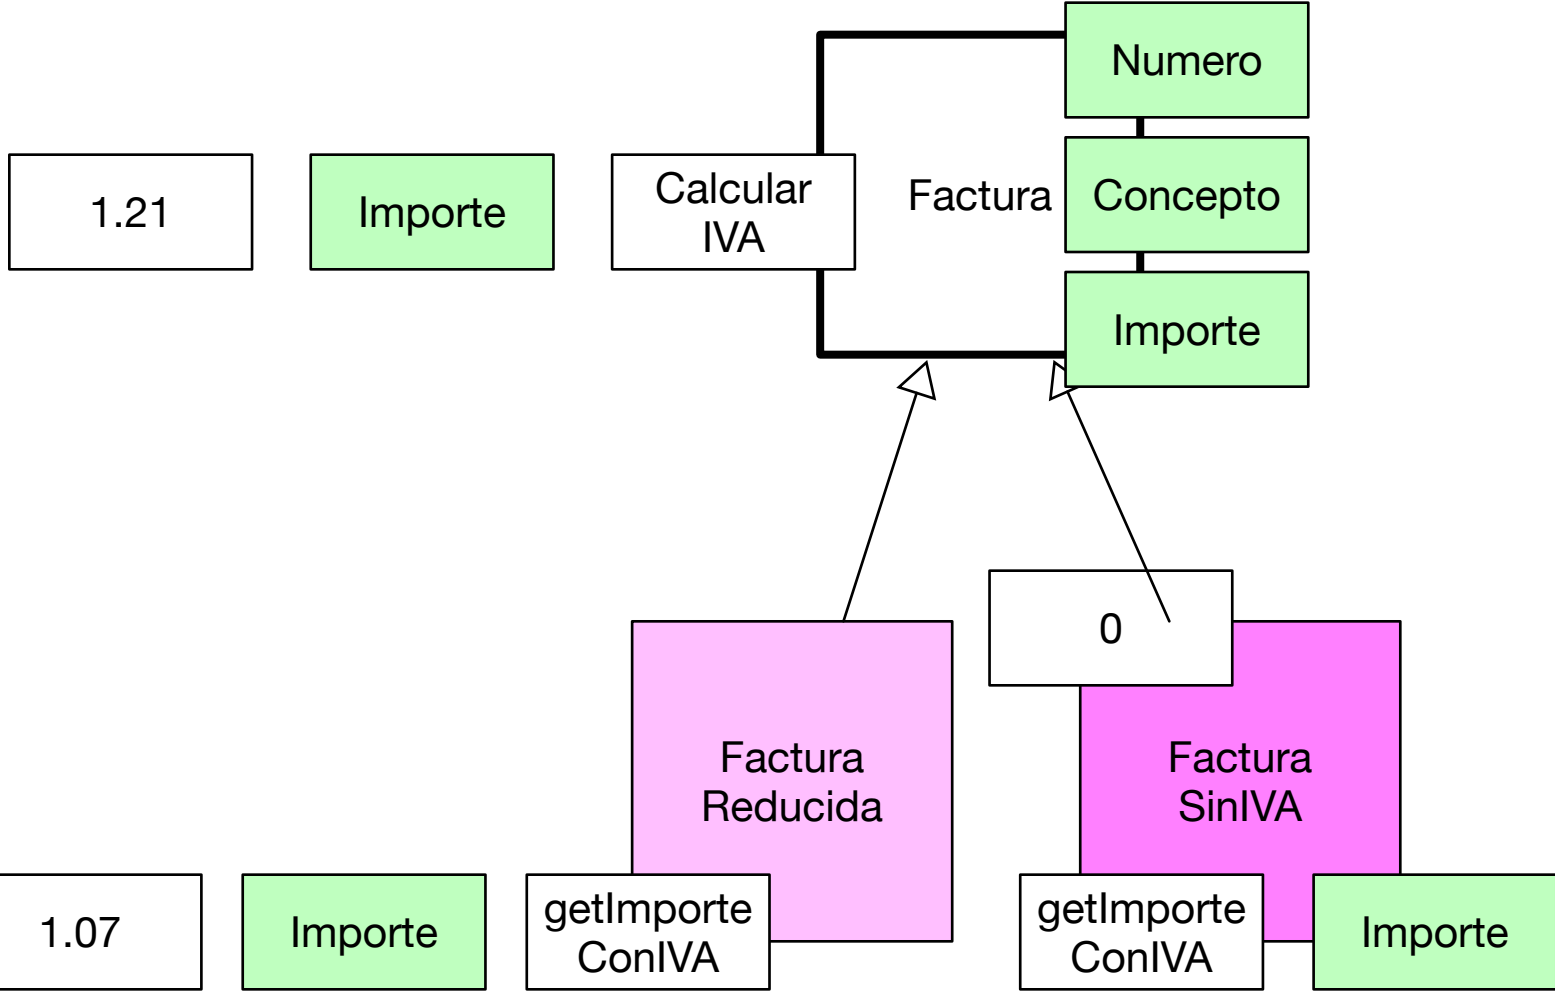 Numero
1.21
Importe
Calcular
IVA
Factura
Concepto
Importe
0
Factura
Reducida
Factura
SinIVA
1.07
Importe
getImporte
ConIVA
getImporte
ConIVA
Importe